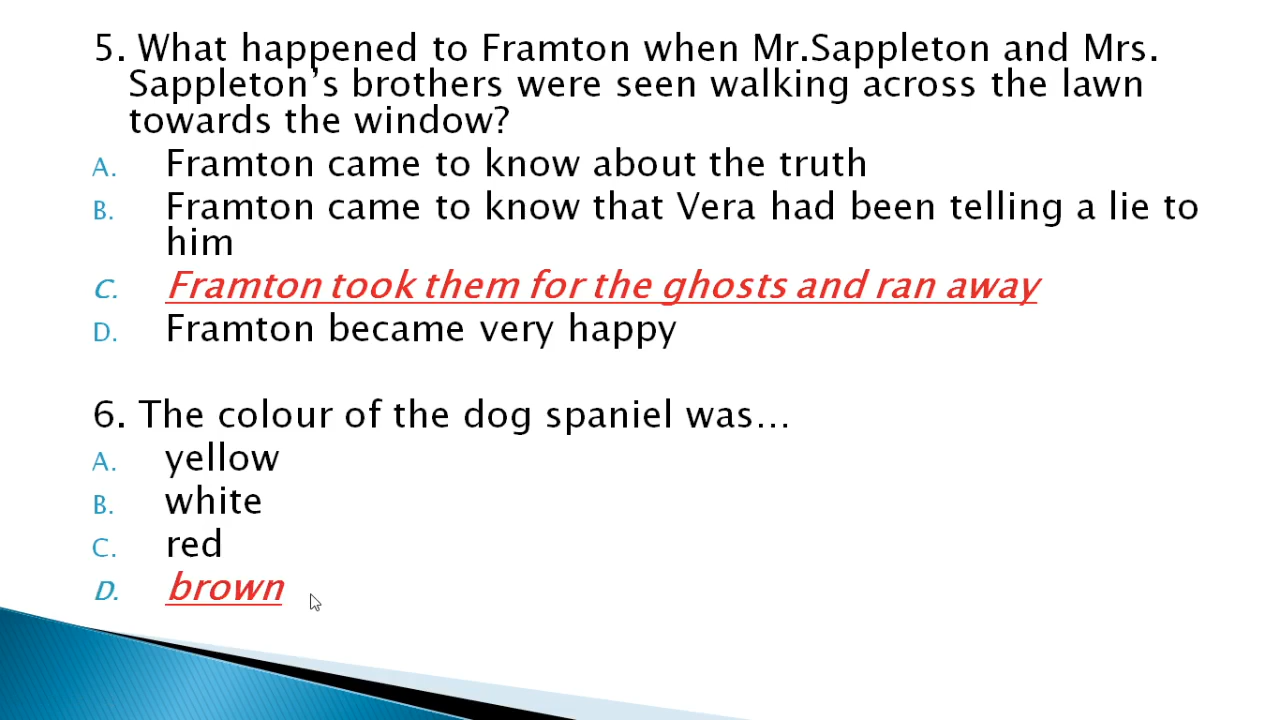 5. What happened to Framton when Mr.Sappleton and Mrs.
Sappleton's brothers were seen walking across the lawn
towards the window?
A. Framton came to know about the truth
B. Framton came to know that Vera had been telling a lie to
him
C. Framton took them for the ghosts and ran away
D. Framton became very happy
6. The colour of the dog spaniel was...
A. yellow
B. white
C. red
D. brown